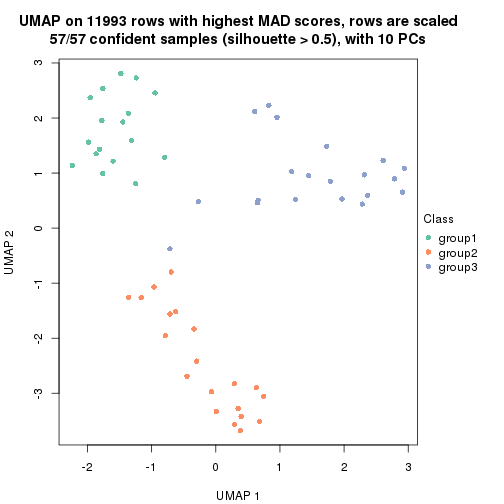 UMAP on 11993 rows with highest MAD scores, rows are scaled
57/57 confident samples (silhouette > 0.5), with 10 PCs
3
2
1
0
-1
-2
-3
UMAP 2
-2 -1 0 1 2 3
UMAP 1
Class
group1
group2
group3